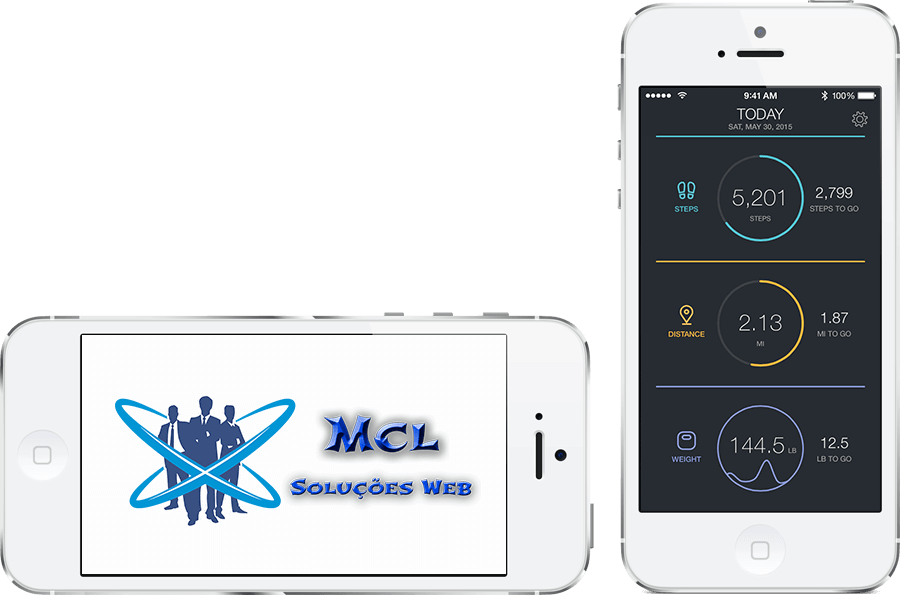 Mcl
Soluções Web
9:41 AM
100%
TODAY
SAT, MAY 30, 2015
5,201
STEPS
STEPS
2,799
STEPS TO GO
2.13
MI
DISTANCE
1.87
MI TO GO
144.5 LB
WEIGHT
12.5
LB TO GO